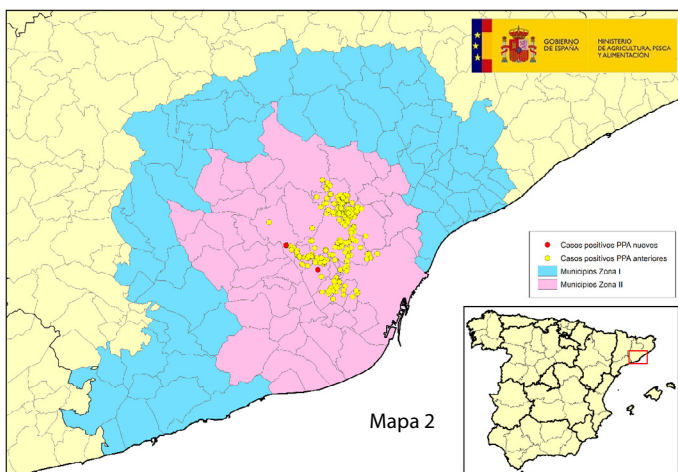 GOBIERNO
DE ESPAÑA
MINISTERIO
DE AGRICULTURA, PESCA
Y ALIMENTACIÓN
Casos positivos PPA nuevos
Casos positivos PPA anteriores
Municipios Zona I
Municipios Zona II
Mapa 2